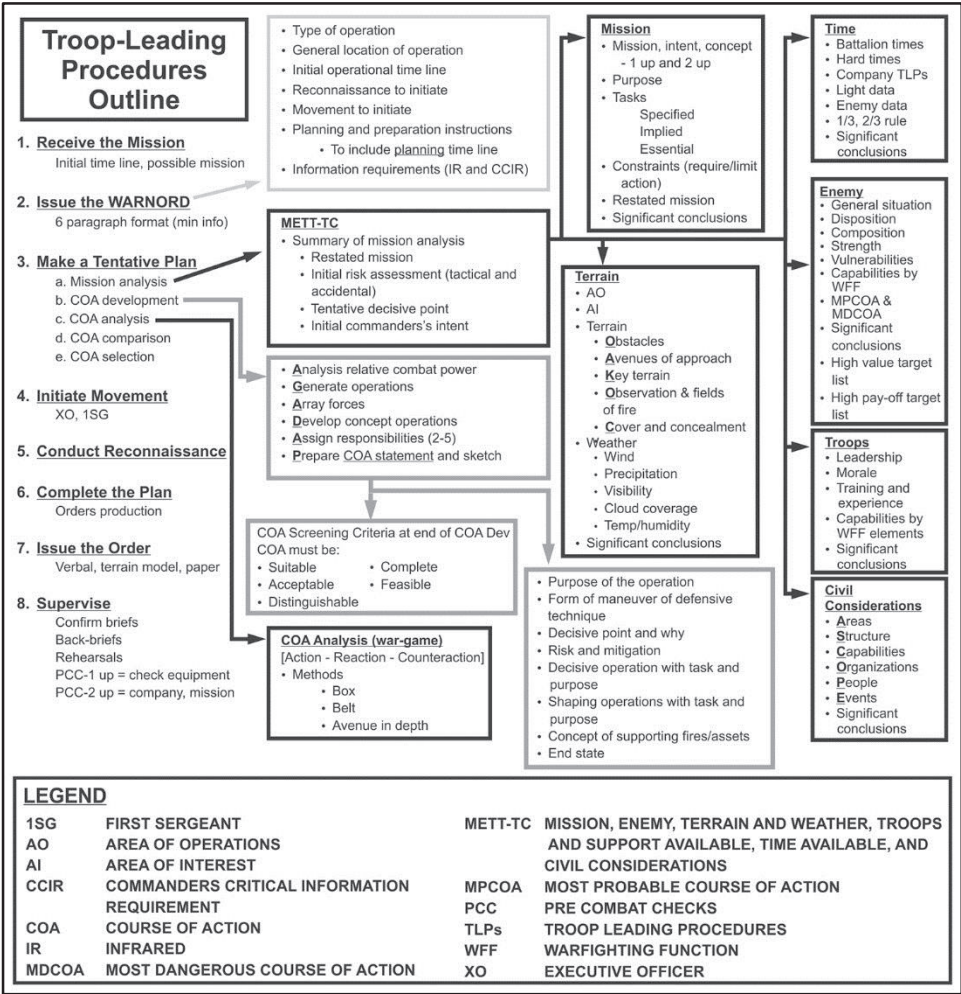 Troop-Leading
Procedures
Outline
1. Receive the Mission
Initial time line, possible mission
2. Issue the WARNORD
6 paragraph format (min info)
3. Make a Tentative Plan
a. Mission analysis
b. COA development
c. COA analysis
d. COA comparison
e. COA selection
4. Initiate Movement
XO, 1SG
5. Conduct Reconnaissance
6. Complete the Plan
Orders production
7. Issue the Order
Verbal, terrain model, paper
8. Supervise
Confirm briefs
Back-briefs
Rehearsals
PCC-1 up = check equipment
PCC-2 up = company, mission
• Type of operation
• General location of operation
• Initial operational time line
• Reconnaissance to initiate
• Movement to initiate
• Planning and preparation instructions
• To include planning time line
• Information requirements (IR and CCIR)
METT-TC
• Summary of mission analysis
• Restated mission
• Initial risk assessment (tactical and
accidental)
• Tentative decisive point
• Initial commanders's intent
• Analysis relative combat power
• Generate operations
• Array forces
• Develop concept operations
• Assign responsibilities (2-5)
• Prepare COA statement and sketch
COA Screening Criteria at end of COA Dev
COA must be:
• Suitable • Complete
• Acceptable • Feasible
• Distinguishable
COA Analysis (war-game)
[Action - Reaction - Counteraction]
• Methods
• Box
• Belt
• Avenue in depth
Mission
• Mission, intent, concept
- 1 up and 2 up
• Purpose
• Tasks
Specified
Implied
Essential
• Constraints (require/limit
action)
• Restated mission
• Significant conclusions
Terrain
• AO
• AI
• Terrain
• Obstacles
• Avenues of approach
• Key terrain
• Observation & fields
of fire
• Cover and concealment
• Weather
• Wind
• Precipitation
• Visibility
• Cloud coverage
• Temp/humidity
• Significant conclusions
• Purpose of the operation
• Form of maneuver of defensive
technique
• Decisive point and why
• Risk and mitigation
• Decisive operation with task and
purpose
• Shaping operations with task and
purpose
• Concept of supporting fires/assets
• End state
Time
• Battalion times
• Hard times
• Company TLPs
• Light data
• Enemy data
• 1/3, 2/3 rule
• Significant
conclusions
Enemy
• General situation
• Disposition
• Composition
• Strength
• Vulnerabilities
• Capabilities by
WFF
• MPCOA &
MDCOA
• Significant
conclusions
• High value target
list
• High pay-off target
list
Troops
• Leadership
• Morale
• Training and
experience
• Capabilities by
WFF elements
• Significant
conclusions
Civil
Considerations
• Areas
• Structure
• Capabilities
• Organizations
• People
• Events
• Significant
conclusions
LEGEND
1SG FIRST SERGEANT
AO AREA OF OPERATIONS
AI AREA OF INTEREST
CCIR COMMANDERS CRITICAL INFORMATION
REQUIREMENT
COA COURSE OF ACTION
IR INFRARED
MDCOA MOST DANGEROUS COURSE OF ACTION
METT-TC MISSION, ENEMY, TERRAIN AND WEATHER, TROOPS
AND SUPPORT AVAILABLE, TIME AVAILABLE, AND
CIVIL CONSIDERATIONS
MPCOA MOST PROBABLE COURSE OF ACTION
PCC PRE COMBAT CHECKS
TLPs TROOP LEADING PROCEDURES
WFF WARFIGHTING FUNCTION
XO EXECUTIVE OFFICER